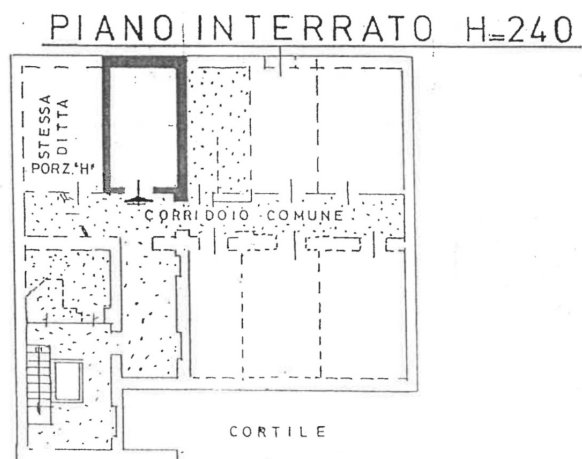 PIANO INTERRATO H=240
STESSA
DITTA
PORZ."H"
CORRIDOIO COMUNE
CORTILE